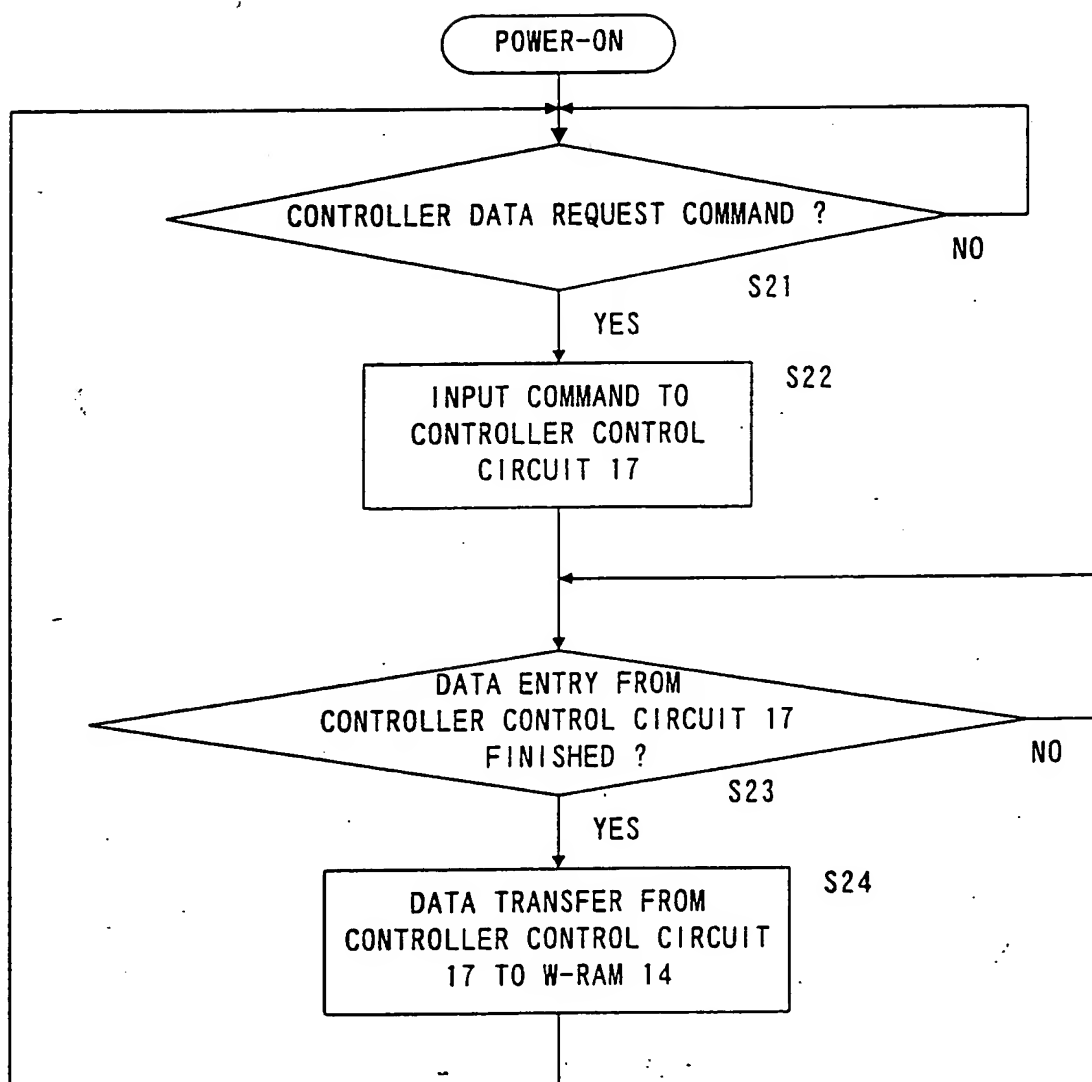 POWER-ON
CONTROLLER DATA REQUEST COMMAND ?
NO
S21
YES
S22
INPUT COMMAND TO
CONTROLLER CONTROL
CIRCUIT 17
DATA ENTRY FROM
CONTROLLER CONTROL CIRCUIT 17
FINISHED ?
NO
S23
YES
S24
DATA TRANSFER FROM
CONTROLLER CONTROL CIRCUIT
17 TO W-RAM 14